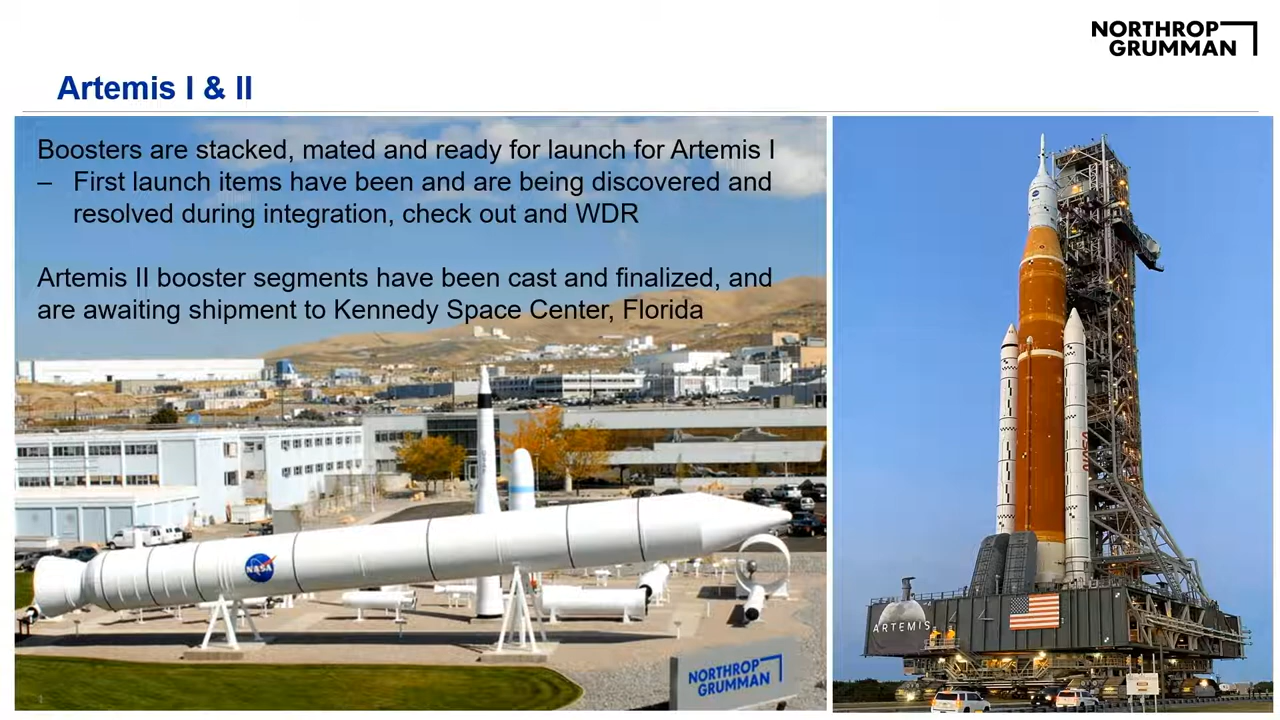 NORTHROP
GRUMMAN
Artemis I & II
Boosters are stacked, mated and ready for launch for Artemis I
– First launch items have been and are being discovered and
resolved during integration, check out and WDR
Artemis II booster segments have been cast and finalized, and
are awaiting shipment to Kennedy Space Center, Florida
NASA
NORTHROP
GRUMMAN
ARTEMIS